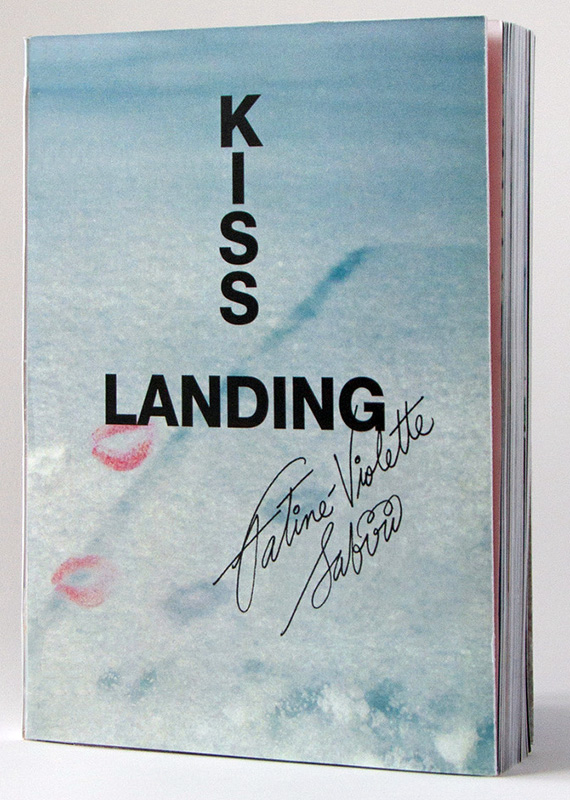 KISS
LANDING
Fatine-Violette
Sabiri